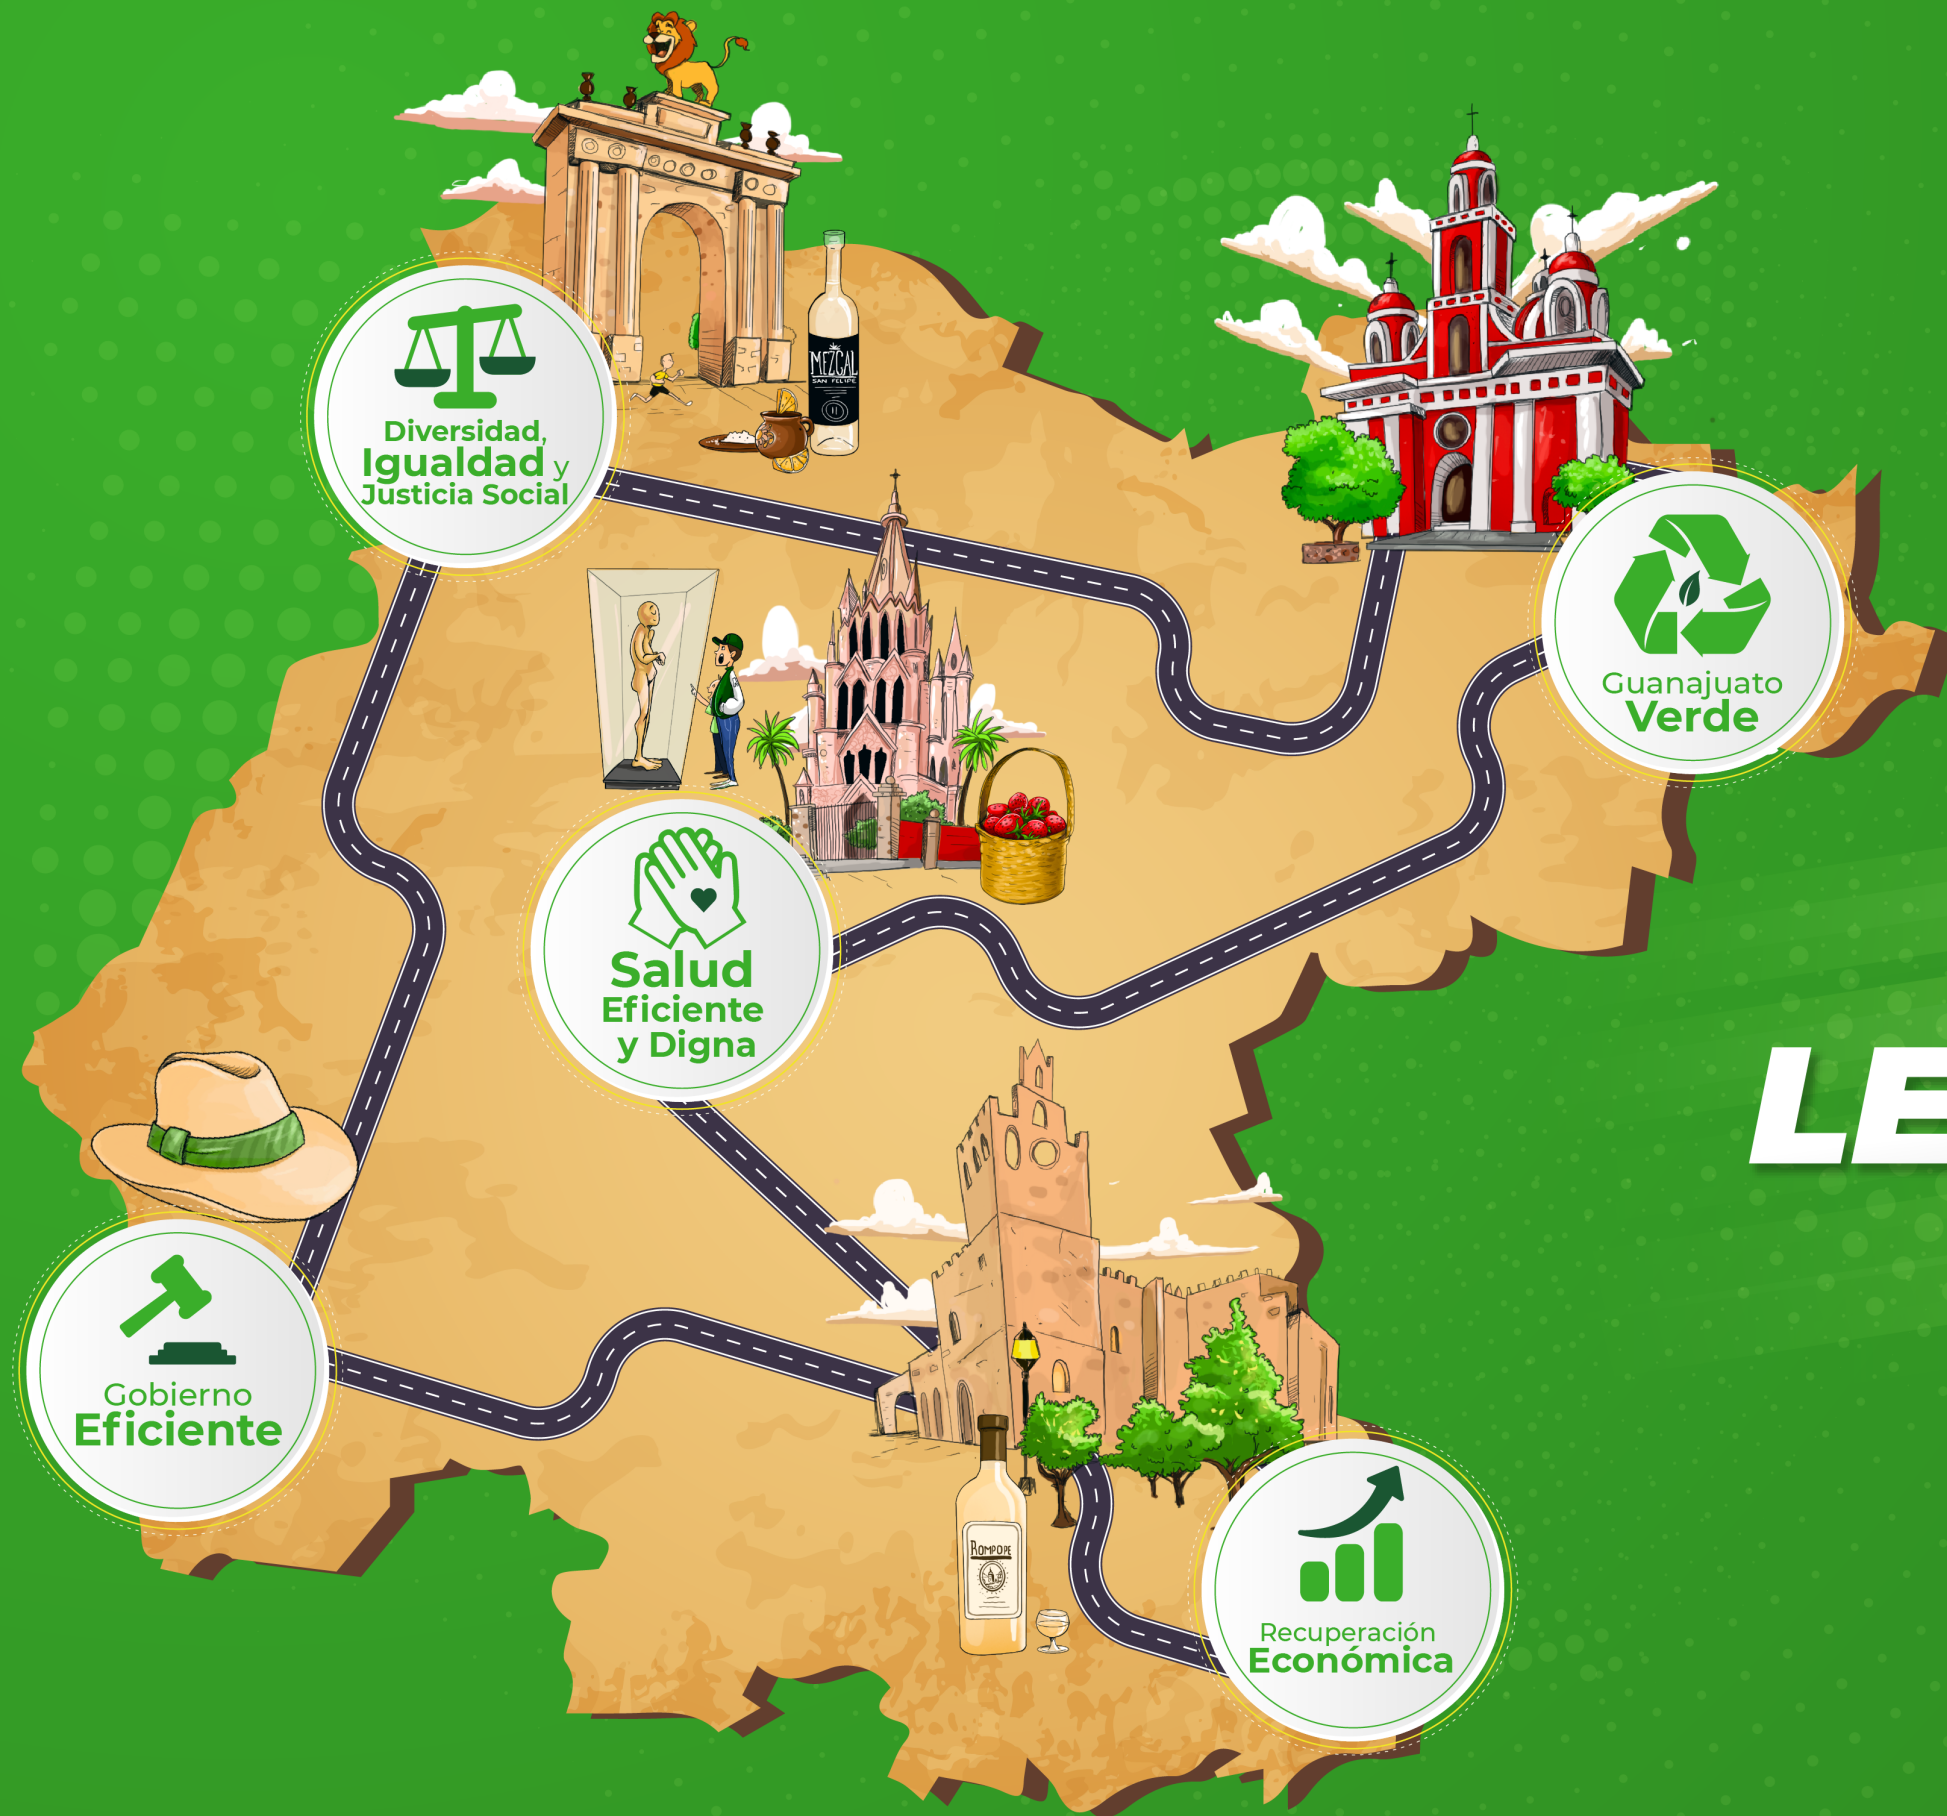 MEZCAL
SAN FELIPE
Diversidad,
Igualdad y
Justicia Social
Guanajuato
Verde
Salud
Eficiente
y Digna
LE
Gobierno
Eficiente
ROMPOPE
Recuperación
Económica